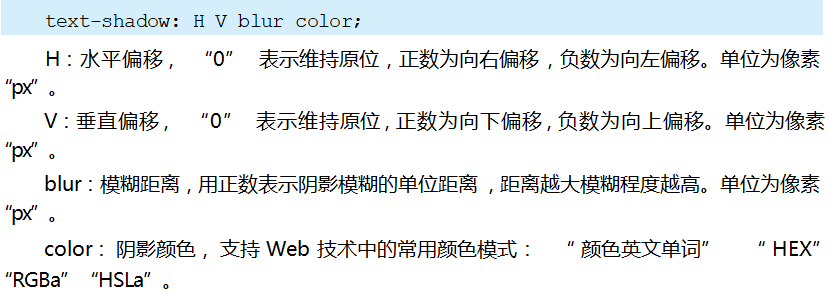 text-shadow: H V blur color;
H：水平偏移， “0” 表示维持原位，正数为向右偏移，负数为向左偏移。单位为像素
“px”。
V：垂直偏移， “0” 表示维持原位，正数为向下偏移，负数为向上偏移。单位为像素
“px”。
blur：模糊距离，用正数表示阴影模糊的单位距离，距离越大模糊程度越高。单位为像素
“px”。
color： 阴影颜色， 支持 Web 技术中的常用颜色模式： “ 颜色英文单词” “ HEX”
“RGBa” “HSLa”。